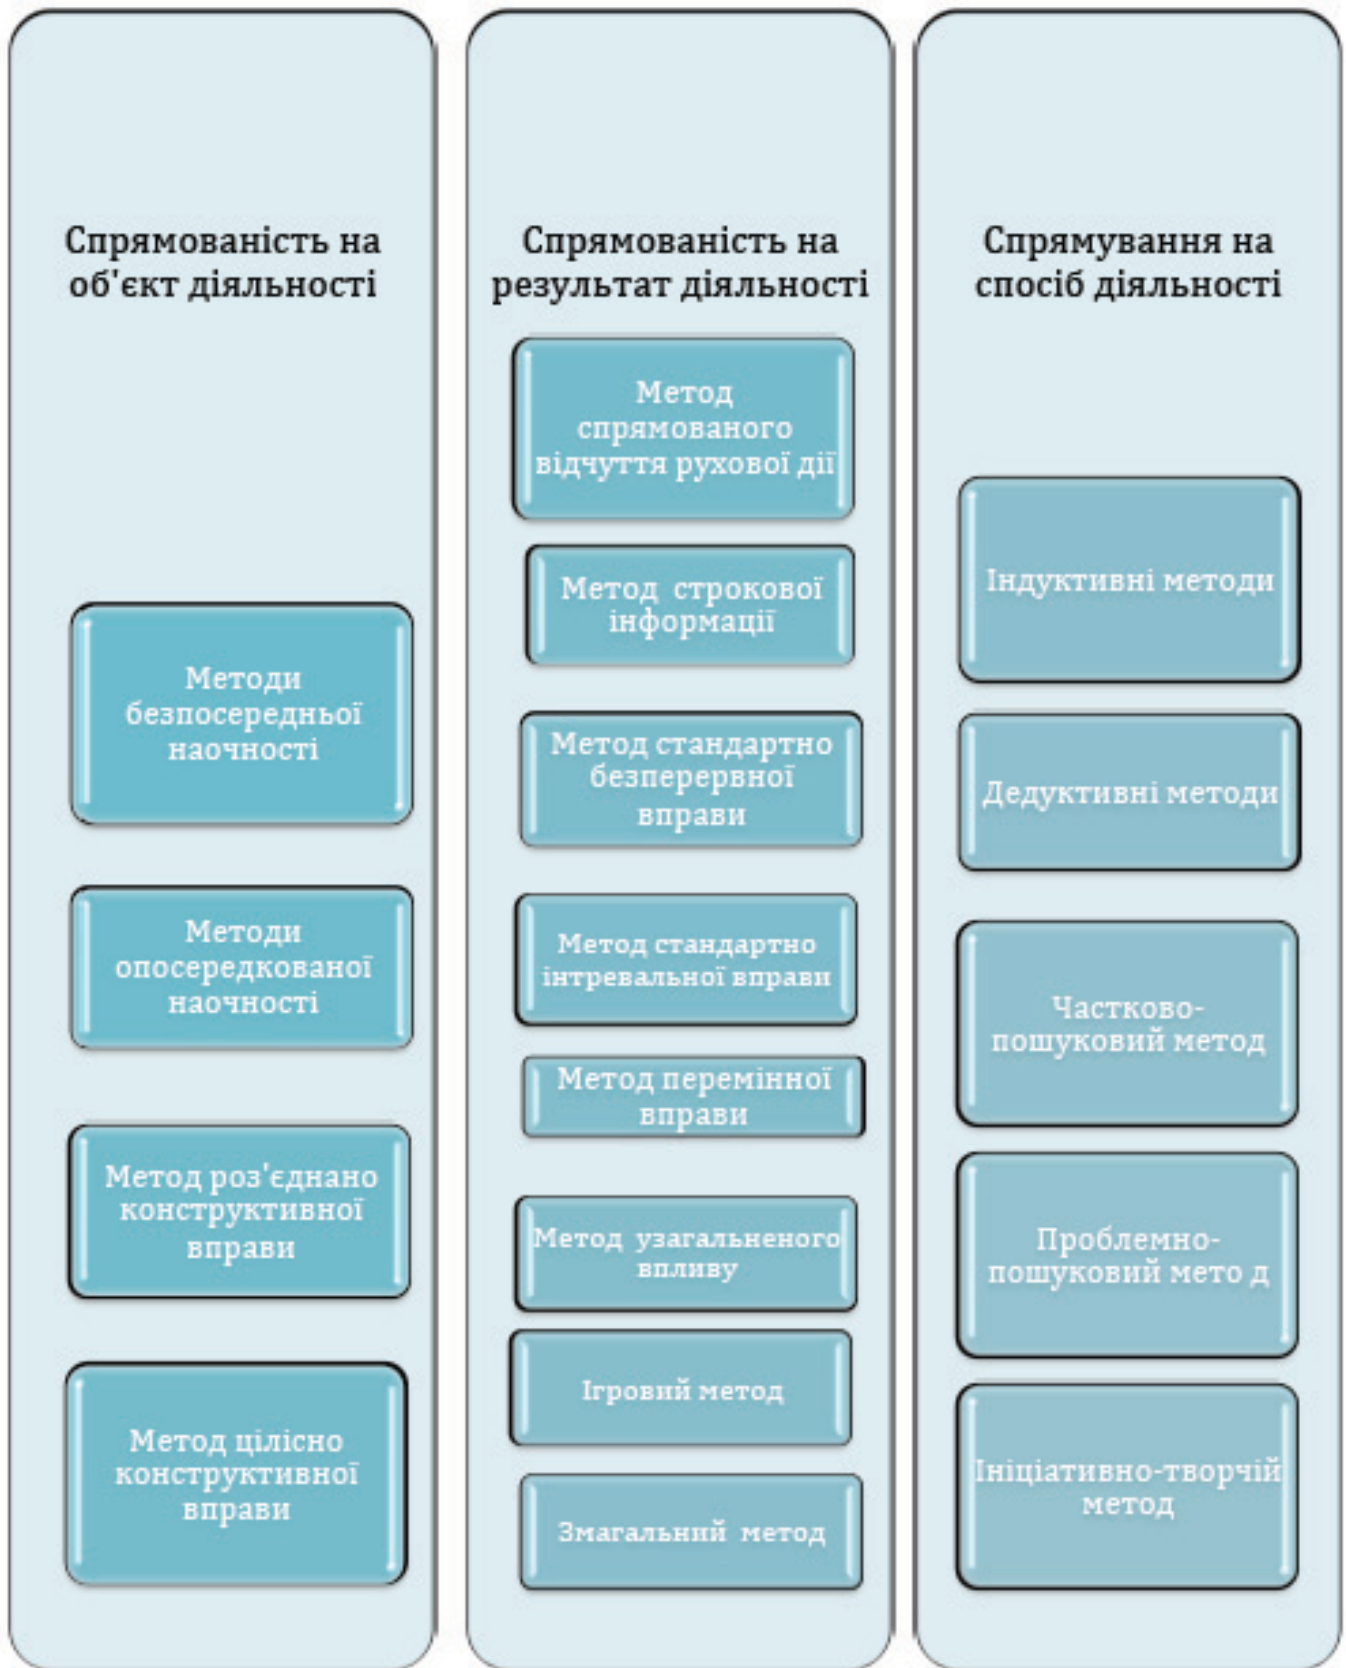 Спрямованість на
об'єкт діяльності
Методи
безпосередньої
наочності
Методи
опосередкованої
наочності
Метод роз'єднано
конструктивної
вправи
Метод цілісно
конструктивної
вправи
Спрямованість на
результат діяльності
Метод
спрямованого
відчуття рухової дії
Метод строкової
інформації
Метод стандартно
безперервної
вправи
Метод стандартно
інтревальної вправи
Метод перемінної
вправи
Метод узагальненого
впливу
Ігровий метод
Змагальний метод
Спрямування на
спосіб діяльності
Індуктивні методи
Дедуктивні методи
Частково-
пошуковий метод
Проблемно-
пошуковий мето д
Ініціативно-творчій
метод